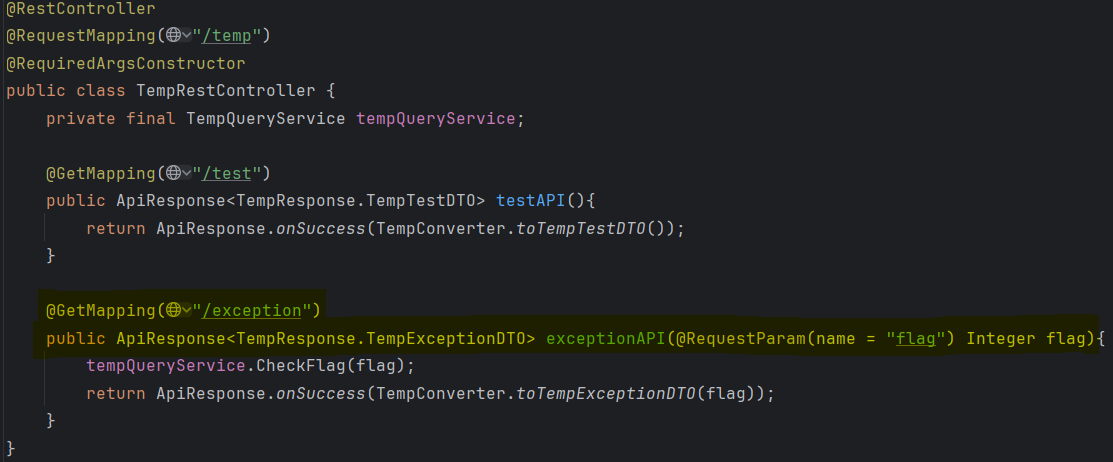 @RestController
@RequestMapping("/temp")
@RequiredArgsConstructor
public class TempRestController {
    private final TempQueryService tempQueryService;

    @GetMapping("/test")
    public ApiResponse<TempResponse.TempTestDTO> testAPI(){
        return ApiResponse.onSuccess(TempConverter.toTempTestDTO());
    }

    @GetMapping("/exception")
    public ApiResponse<TempResponse.TempExceptionDTO> exceptionAPI(@RequestParam(name = "flag") Integer flag){
        tempQueryService.CheckFlag(flag);
        return ApiResponse.onSuccess(TempConverter.toTempExceptionDTO(flag));
    }
}